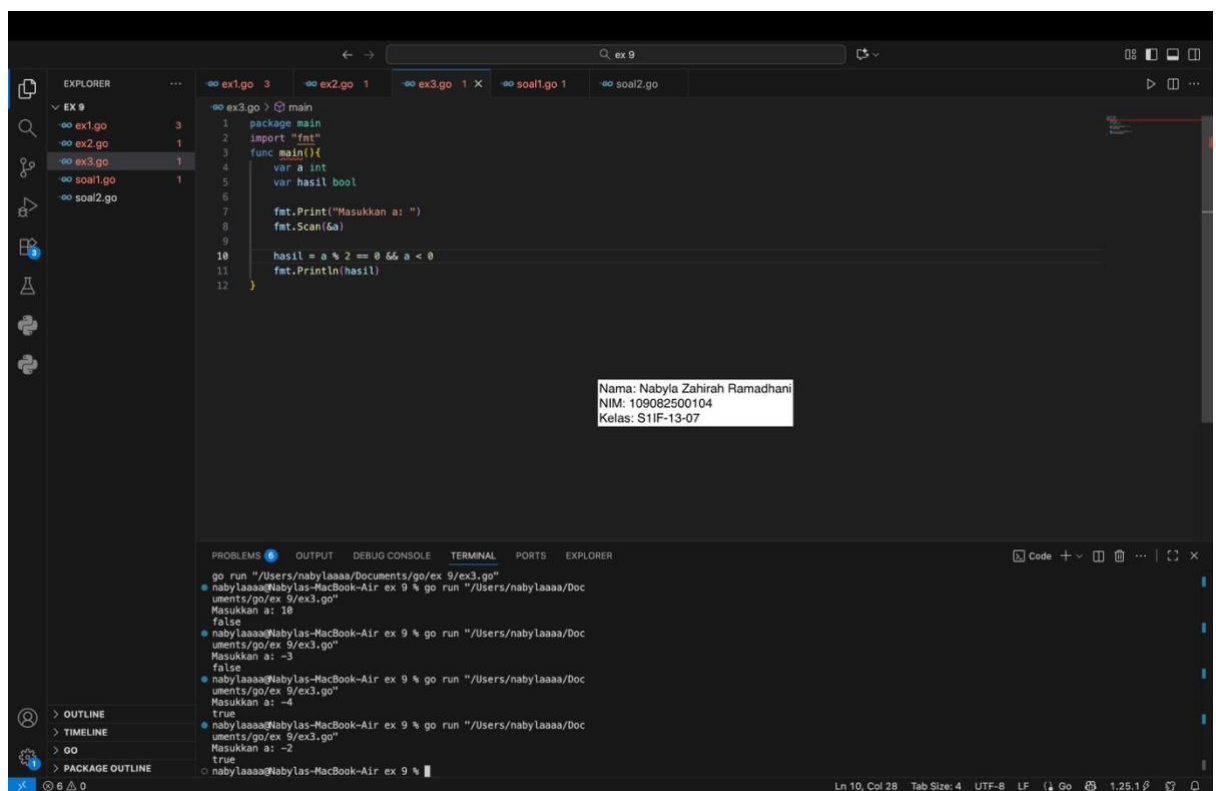 ex 9
EXPLORER
ex1.go 3
ex2.go 1
ex3.go 1
soal1.go 1
soal2.go
EX 9
ex1.go 3
ex2.go 1
ex3.go 1
soal1.go 1
soal2.go
ex3.go > main
1 package main
2 import "fmt"
3 func main(){
4 var a int
5 var hasil bool
6
7 fmt.Print("Masukkan a: ")
8 fmt.Scan(&a)
9
10 hasil = a % 2 == 0 && a < 0
11 fmt.Println(hasil)
12 }
Nama: Nabyla Zahirah Ramadhani
NIM: 109082500104
Kelas: S1IF-13-07
PROBLEMS 6 OUTPUT DEBUG CONSOLE TERMINAL PORTS EXPLORER
Code
go run "/Users/nabylaaaa/Documents/go/ex 9/ex3.go"
nabylaaaa@Nabylas-MacBook-Air ex 9 % go run "/Users/nabylaaaa/Doc
uments/go/ex 9/ex3.go"
Masukkan a: 10
false
nabylaaaa@Nabylas-MacBook-Air ex 9 % go run "/Users/nabylaaaa/Doc
uments/go/ex 9/ex3.go"
Masukkan a: -3
false
nabylaaaa@Nabylas-MacBook-Air ex 9 % go run "/Users/nabylaaaa/Doc
uments/go/ex 9/ex3.go"
Masukkan a: -4
true
nabylaaaa@Nabylas-MacBook-Air ex 9 % go run "/Users/nabylaaaa/Doc
uments/go/ex 9/ex3.go"
Masukkan a: -2
true
nabylaaaa@Nabylas-MacBook-Air ex 9 %
3
OUTLINE
TIMELINE
GO
PACKAGE OUTLINE
1
6 0
Ln 10, Col 28 Tab Size: 4 UTF-8 LF Go 1.25.1